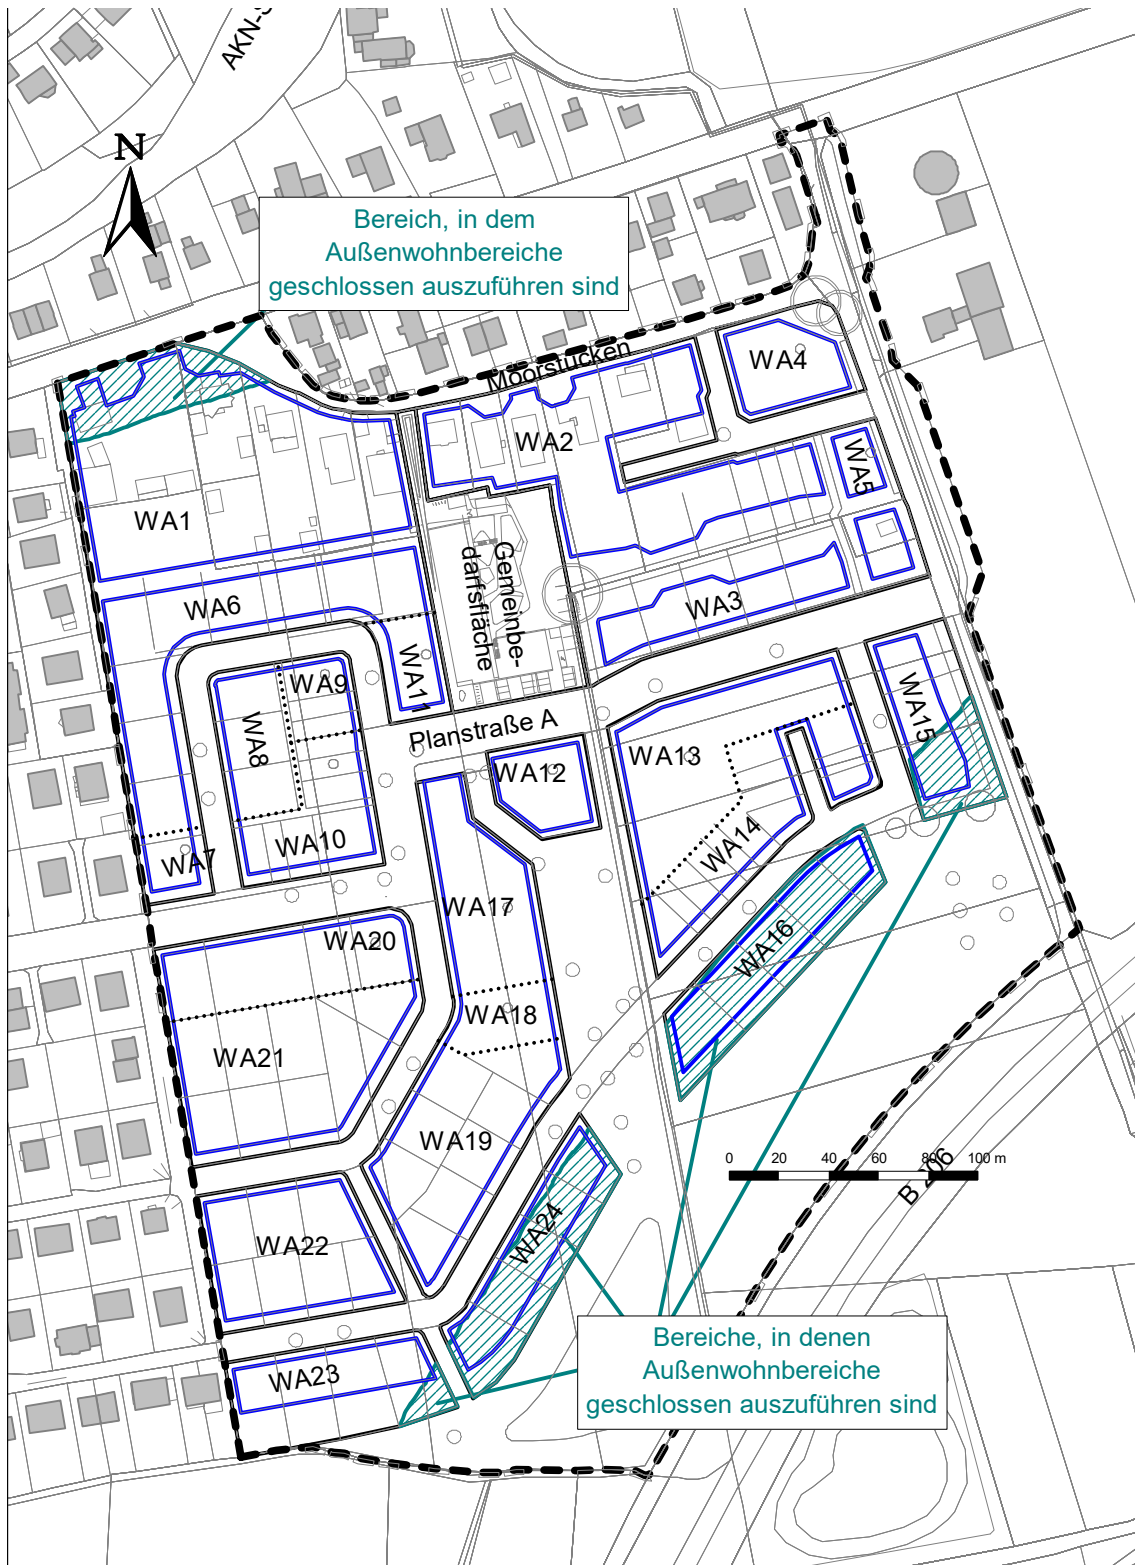 AKN-S
N
Bereich, in dem
Außenwohnbereiche
geschlossen auszuführen sind
Moorstücken
WA4
WA2
WA5
WA1
Gemeinbe-
darfsfläche
WA6
WA3
WA11
WA9
WA8
WA15
Planstraße A
WA13
WA12
WA14
WA10
WA7
WA17
WA20
WA16
WA18
WA21
WA19
0 20 40 60 80 100 m
B 206
WA24
WA22
WA23
Bereiche, in denen
Außenwohnbereiche
geschlossen auszuführen sind